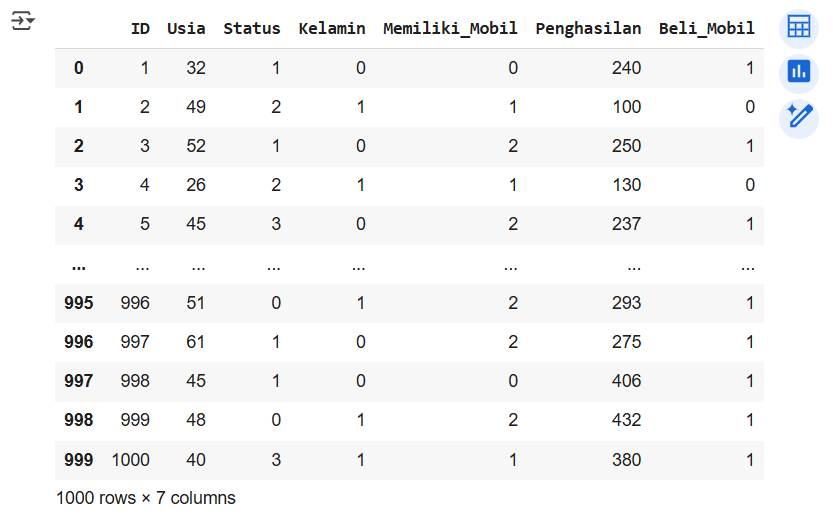 ID Usia Status Kelamin Memiliki_Mobil Penghasilan Beli_Mobil
0 1 32 1 0 0 240 1
1 2 49 2 1 1 100 0
2 3 52 1 0 2 250 1
3 4 26 2 1 1 130 0
4 5 45 3 0 2 237 1
... ... ... ... ... ... ... ...
995 996 51 0 1 2 293 1
996 997 61 1 0 2 275 1
997 998 45 1 0 0 406 1
998 999 48 0 1 2 432 1
999 1000 40 3 1 1 380 1
1000 rows × 7 columns